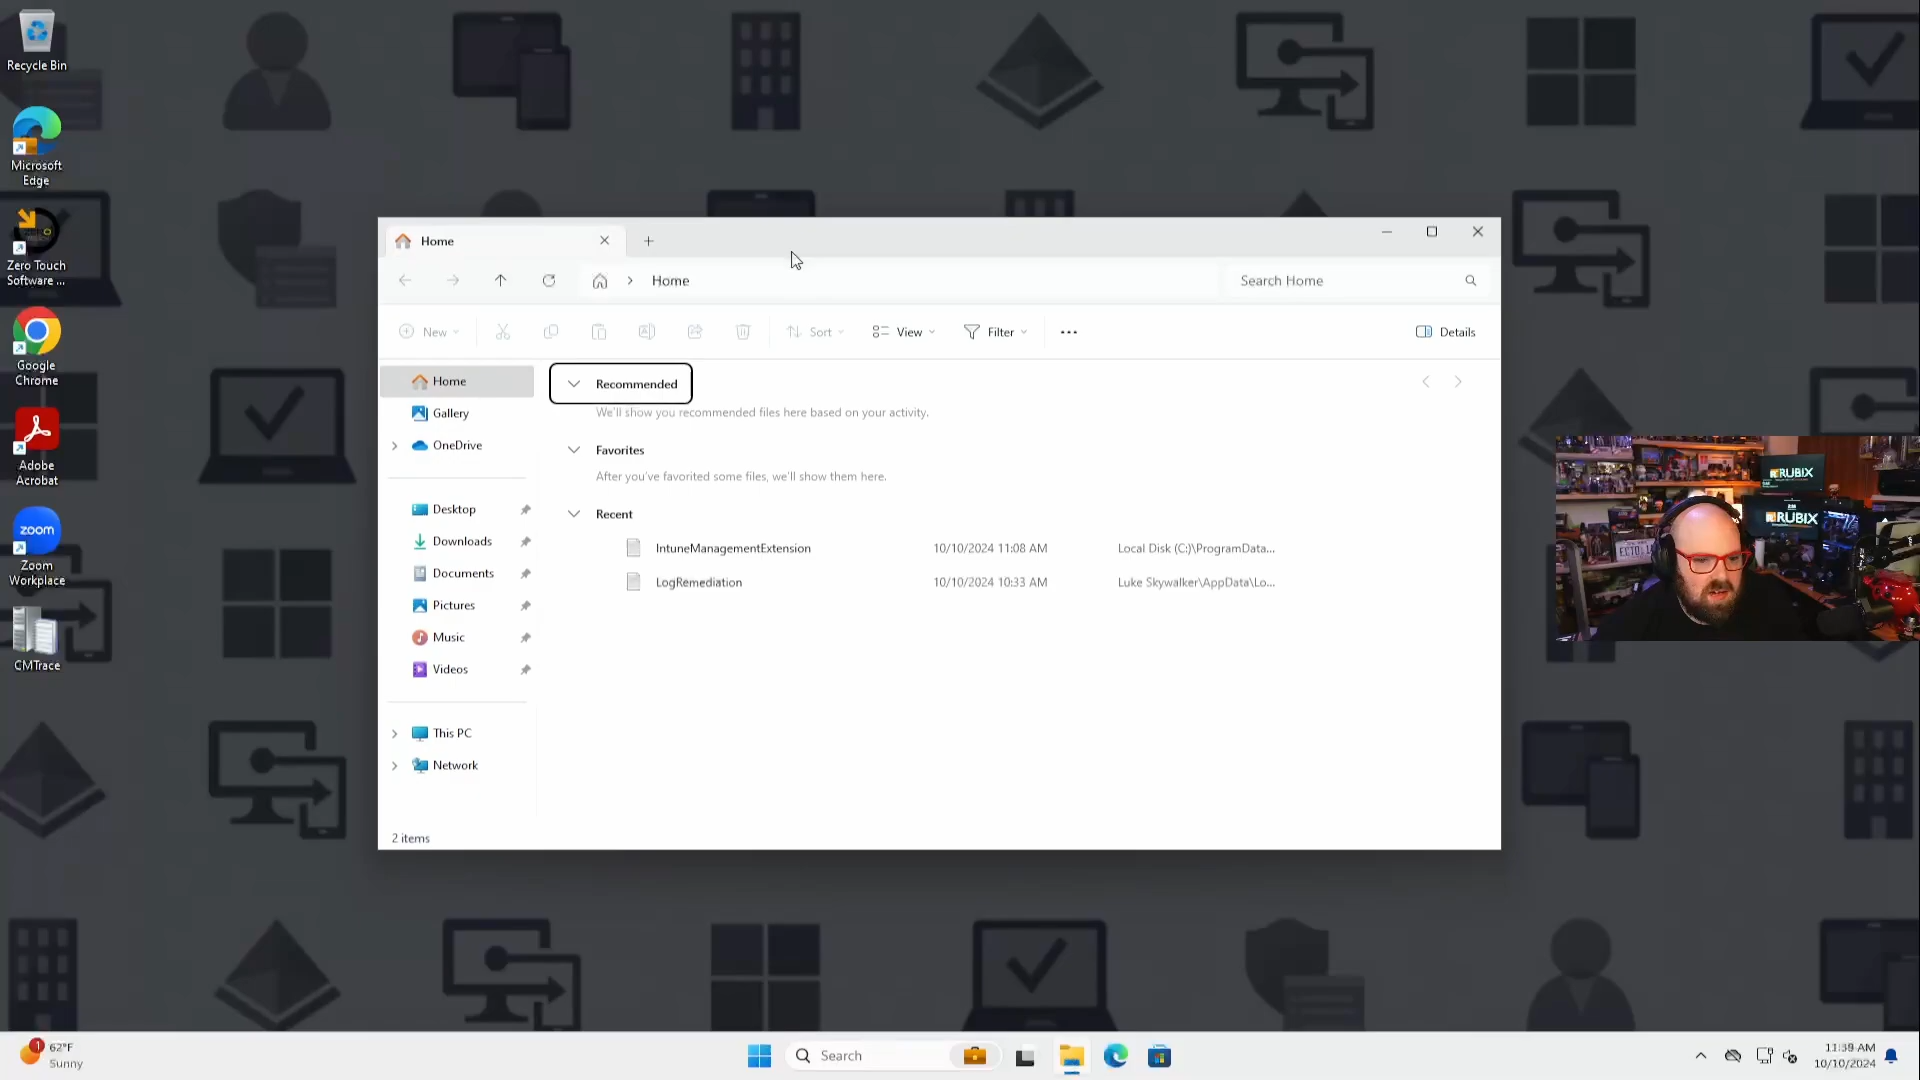 Recycle Bin
Microsoft
Edge
Zero Touch
Software ...
Google
Chrome
Adobe
Acrobat
zoom
Zoom
Workplace
CMTrace
Home
Home
Search Home
New
Sort
View
Filter
Details
Home
Gallery
OneDrive
Desktop
Downloads
Documents
Pictures
Music
Videos
This PC
Network
Recommended
We'll show you recommended files here based on your activity.
Favorites
After you've favorited some files, we'll show them here.
Recent
IntuneManagementExtension 10/10/2024 11:08 AM Local Disk (C:)\ProgramData...
LogRemediation 10/10/2024 10:33 AM Luke Skywalker\AppData\Lo...
2 items
RUBIX
RUBIX
1
62°F
Sunny
Search
11:39 AM
10/10/2024